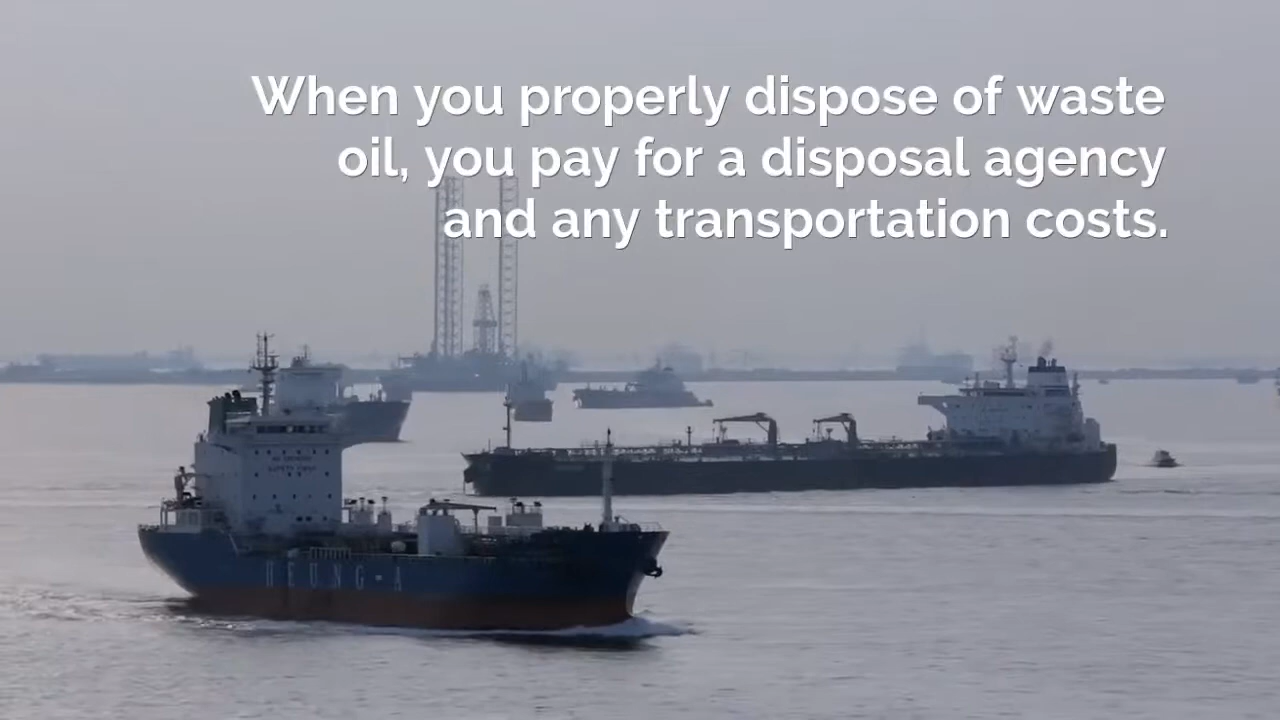 When you properly dispose of waste
oil, you pay for a disposal agency
and any transportation costs.
HEUNG-A